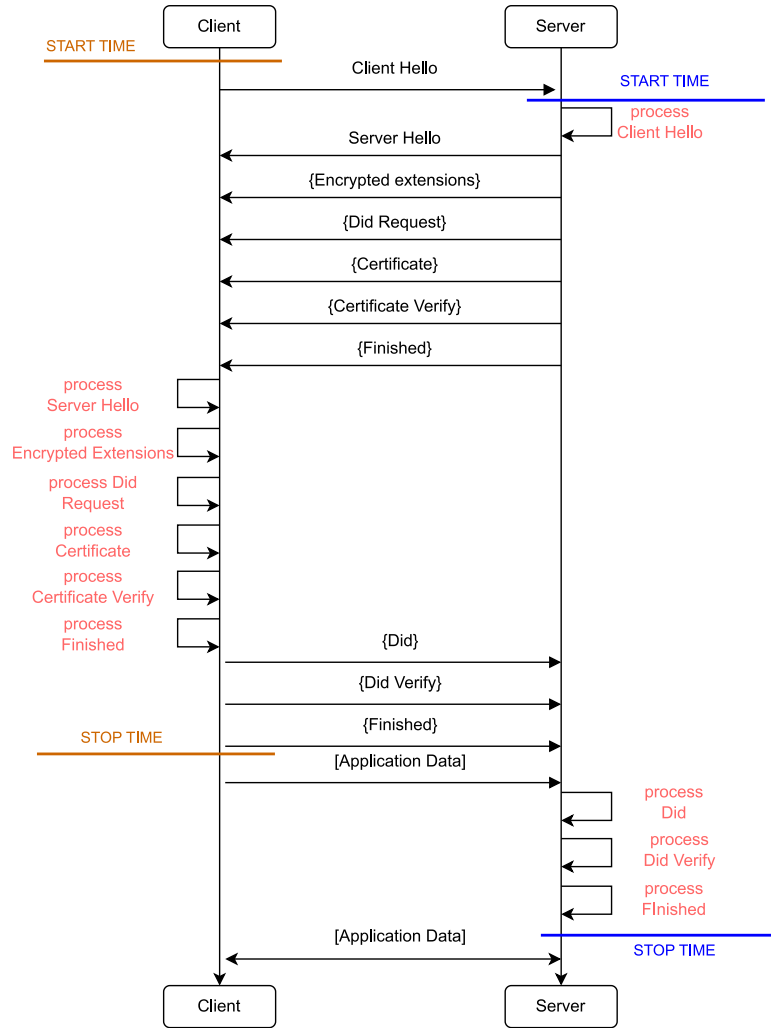 Client
Server
START TIME
Client Hello
START TIME
process
Client Hello
Server Hello
{Encrypted extensions}
{Did Request}
{Certificate}
{Certificate Verify}
{Finished}
process
Server Hello
process
Encrypted Extensions
process Did
Request
process
Certificate
process
Certificate Verify
process
Finished
{Did}
{Did Verify}
{Finished}
STOP TIME
[Application Data]
process
Did
process
Did Verify
process
FInished
[Application Data]
STOP TIME
Client
Server